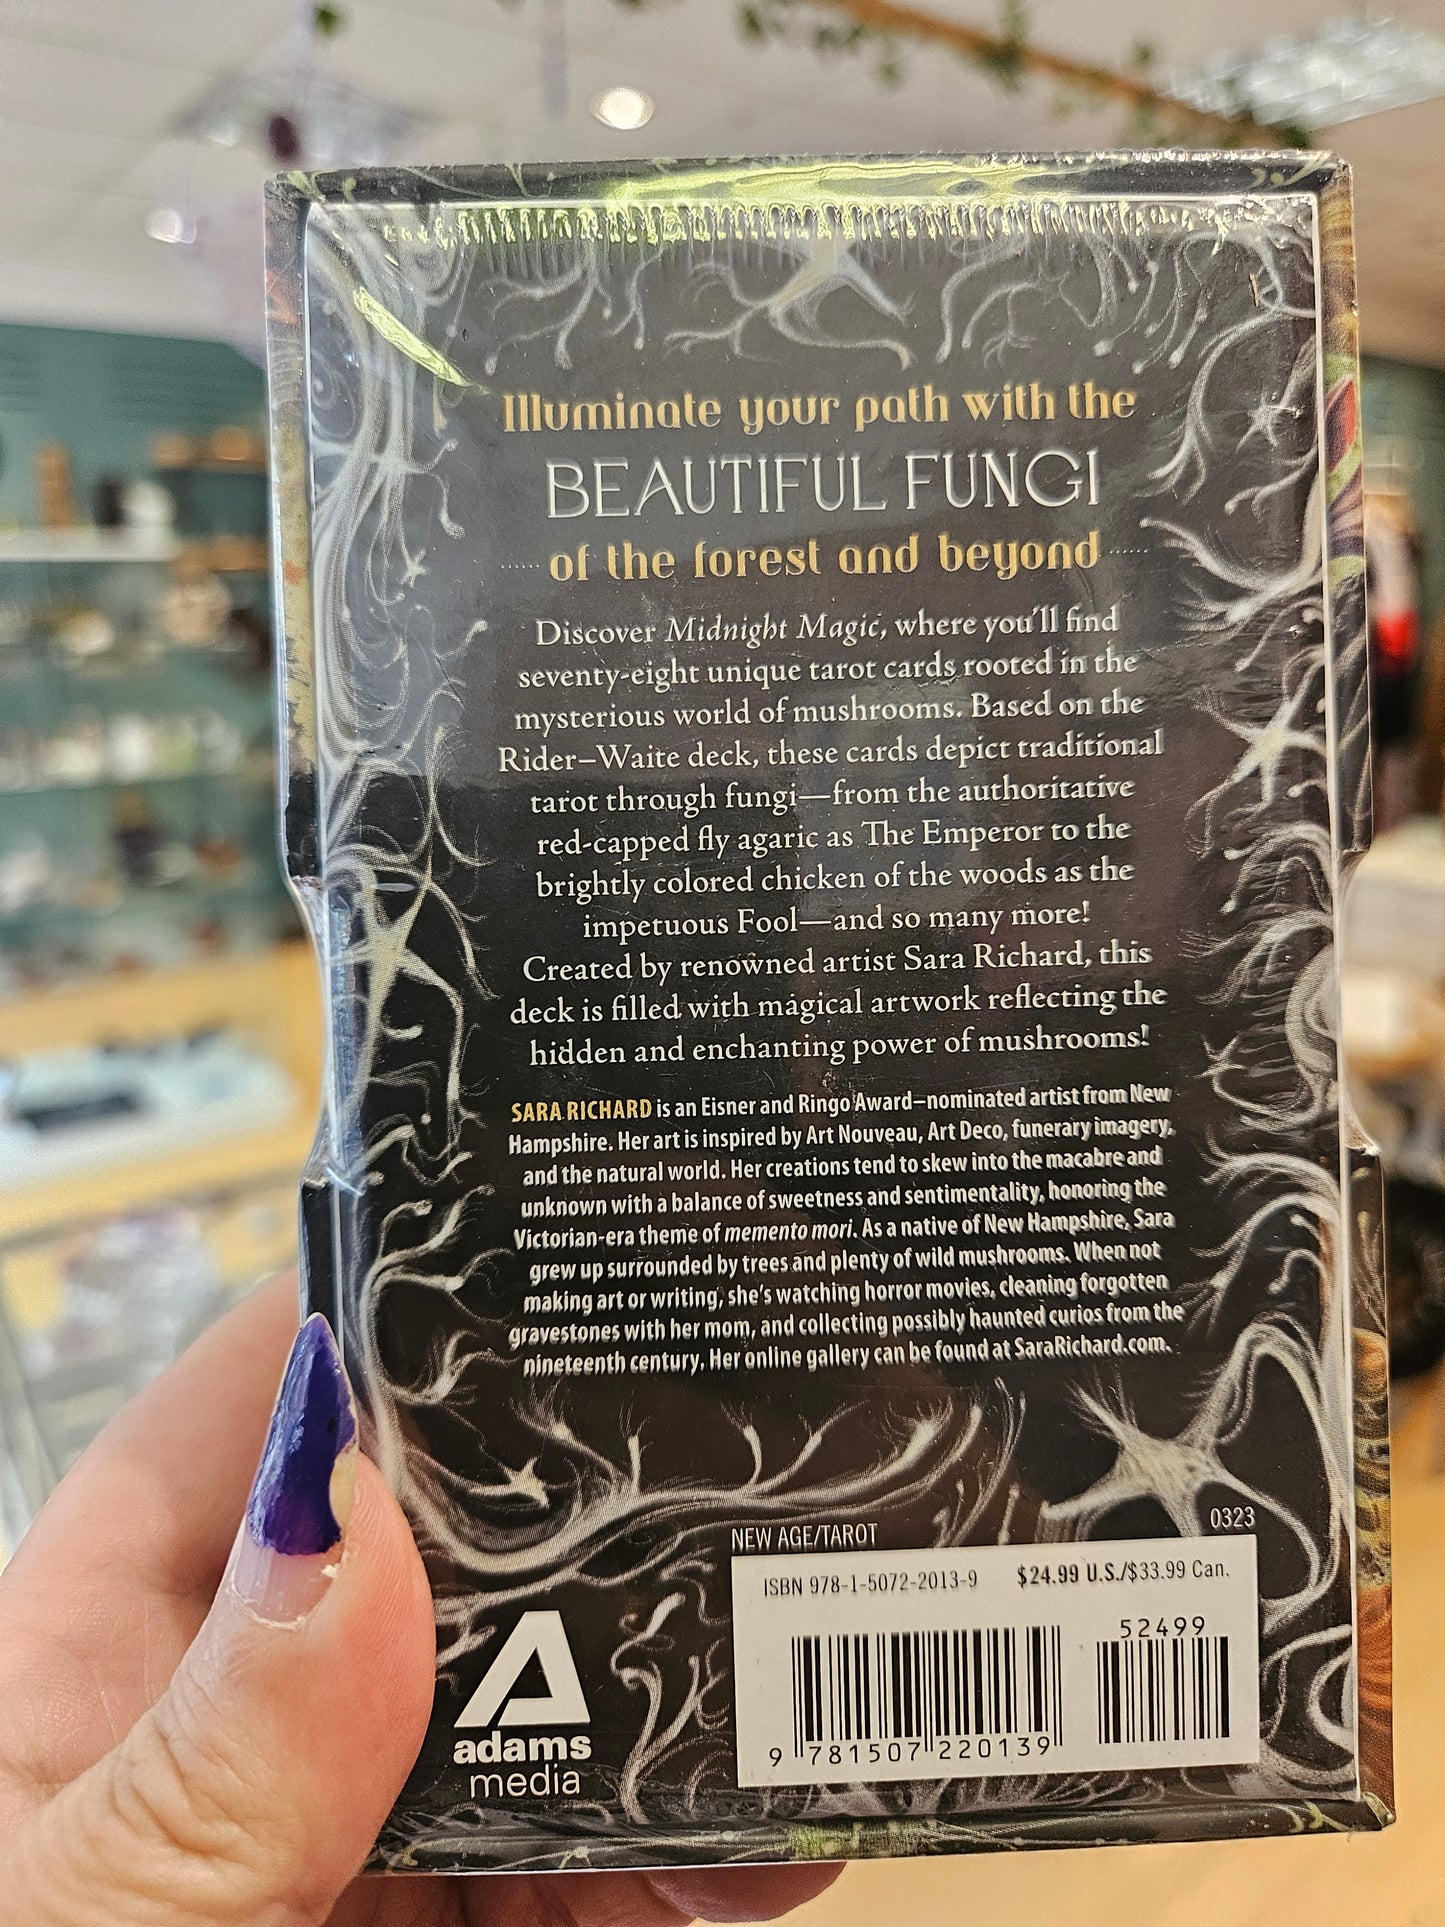 Illuminate your path with the
BEAUTIFUL FUNGI
of the forest and beyond
Discover Midnight Magic, where you'll find
seventy-eight unique tarot cards rooted in the
mysterious world of mushrooms. Based on the
Rider–Waite deck, these cards depict traditional
tarot through fungi—from the authoritative
red-capped fly agaric as The Emperor to the
brightly colored chicken of the woods as the
impetuous Fool—and so many more!
Created by renowned artist Sara Richard, this
deck is filled with magical artwork reflecting the
hidden and enchanting power of mushrooms!
SARA RICHARD is an Eisner and Ringo Award–nominated artist from New
Hampshire. Her art is inspired by Art Nouveau, Art Deco, funerary imagery,
and the natural world. Her creations tend to skew into the macabre and
unknown with a balance of sweetness and sentimentality, honoring the
Victorian-era theme of memento mori. As a native of New Hampshire, Sara
grew up surrounded by trees and plenty of wild mushrooms. When not
making art or writing, she's watching horror movies, cleaning forgotten
gravestones with her mom, and collecting possibly haunted curios from the
nineteenth century. Her online gallery can be found at SaraRichard.com.
NEW AGE/TAROT
0323
ISBN 978-1-5072-2013-9
$24.99 U.S./$33.99 Can.
52499
9 781507 220139
adams
media